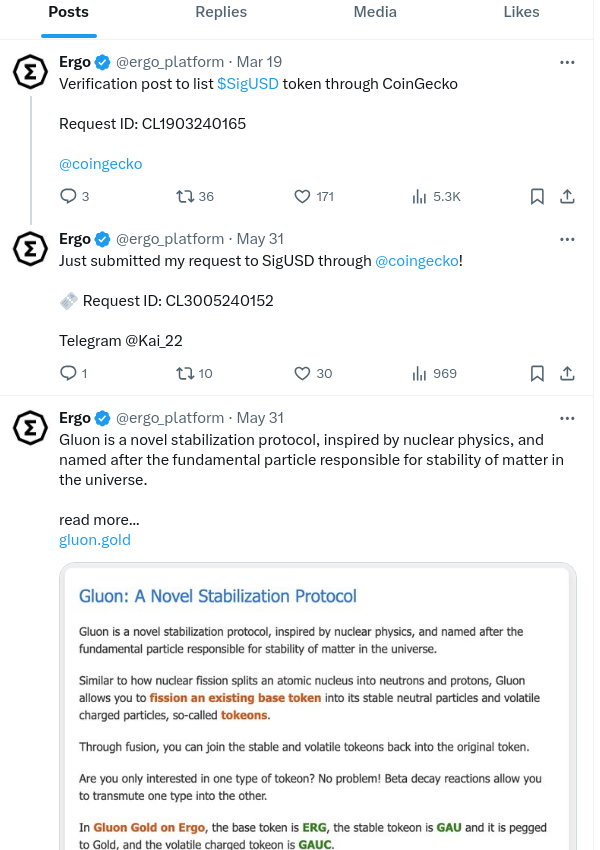 Posts Replies Media Likes
Ergo @ergo_platform · Mar 19
Verification post to list $SigUSD token through CoinGecko
Request ID: CL1903240165
@coingecko
3 36 171 5.3K
Ergo @ergo_platform · May 31
Just submitted my request to SigUSD through @coingecko!
Request ID: CL3005240152
Telegram @Kai_22
1 10 30 969
Ergo @ergo_platform · May 31
Gluon is a novel stabilization protocol, inspired by nuclear physics, and
named after the fundamental particle responsible for stability of matter in
the universe.
read more...
gluon.gold
Gluon: A Novel Stabilization Protocol
Gluon is a novel stabilization protocol, inspired by nuclear physics, and named after the
fundamental particle responsible for stability of matter in the universe.
Similar to how nuclear fission splits an atomic nucleus into neutrons and protons, Gluon
allows you to fission an existing base token into its stable neutral particles and volatile
charged particles, so-called tokeons.
Through fusion, you can join the stable and volatile tokeons back into the original token.
Are you only interested in one type of tokeon? No problem! Beta decay reactions allow you
to transmute one type into the other.
In Gluon Gold on Ergo, the base token is ERG, the stable tokeon is GAU and it is pegged
to Gold, and the volatile charged tokeon is GAUC.